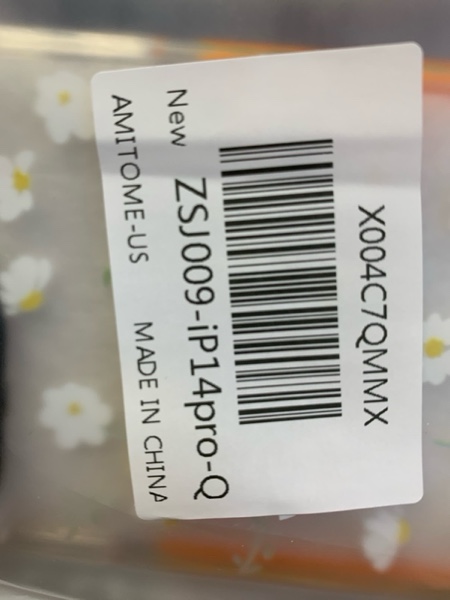 X004C7QMMX
New
ZSJ009-iP14pro-Q
AMITOME-US MADE IN CHINA